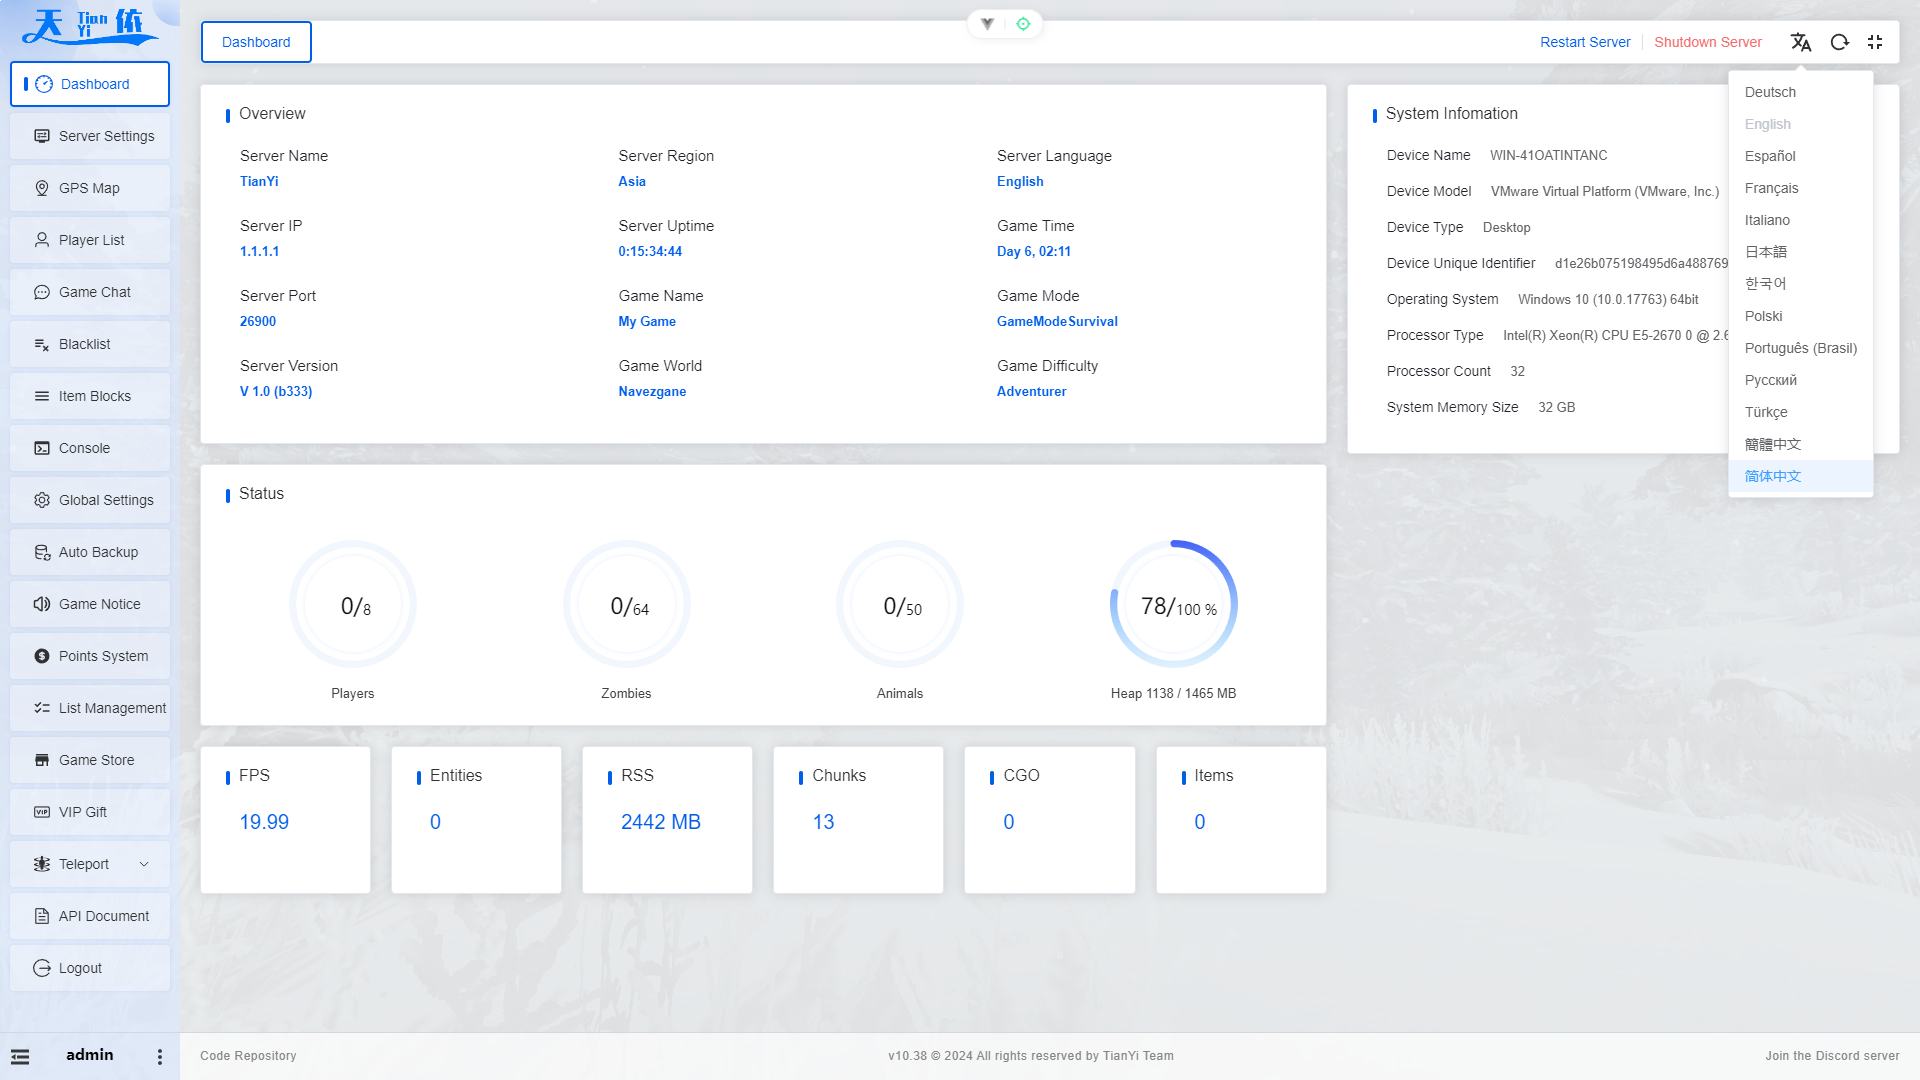 天 Tian Yi 依
Dashboard
Server Settings
GPS Map
Player List
Game Chat
Blacklist
Item Blocks
Console
Global Settings
Auto Backup
Game Notice
Points System
List Management
Game Store
VIP Gift
Teleport
API Document
Logout
admin
Dashboard
Restart Server
Shutdown Server
Overview
Server Name
TianYi
Server Region
Asia
Server Language
English
Server IP
1.1.1.1
Server Uptime
0:15:34:44
Game Time
Day 6, 02:11
Server Port
26900
Game Name
My Game
Game Mode
GameModeSurvival
Server Version
V 1.0 (b333)
Game World
Navezgane
Game Difficulty
Adventurer
System Infomation
Device Name WIN-41OATINTANC
Device Model VMware Virtual Platform (VMware, Inc.)
Device Type Desktop
Device Unique Identifier d1e26b075198495d6a488769
Operating System Windows 10 (10.0.17763) 64bit
Processor Type Intel(R) Xeon(R) CPU E5-2670 0 @ 2.6
Processor Count 32
System Memory Size 32 GB
Deutsch
English
Español
Français
Italiano
日本語
한국어
Polski
Português (Brasil)
Русский
Türkçe
簡體中文
简体中文
Status
0/8
Players
0/64
Zombies
0/50
Animals
78/100 %
Heap 1138 / 1465 MB
FPS
19.99
Entities
0
RSS
2442 MB
Chunks
13
CGO
0
Items
0
Code Repository
v10.38 © 2024 All rights reserved by TianYi Team
Join the Discord server